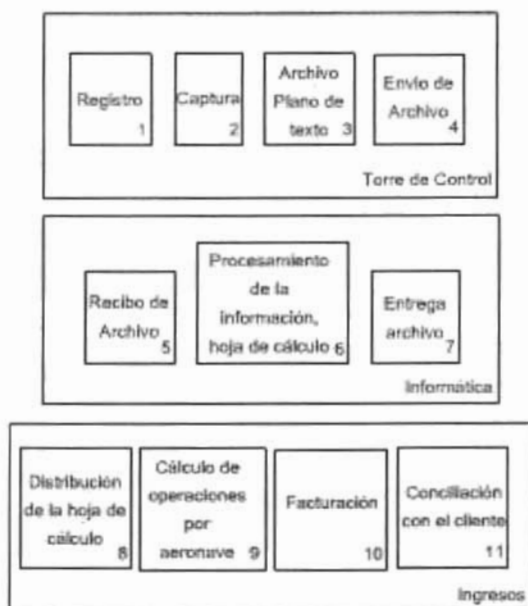 Registro
1
Captura
2
Archivo
Plano de
texto 3
Envío de
Archivo
4
Torre de Control
Recibo de
Archivo
5
Procesamiento
de la
información,
hoja de cálculo 6
Entrega
archivo
7
Informática
Distribución
de la hoja de
cálculo 8
Cálculo de
operaciones
por
aeronave 9
Facturación
10
Conciliación
con el cliente
11
Ingresos